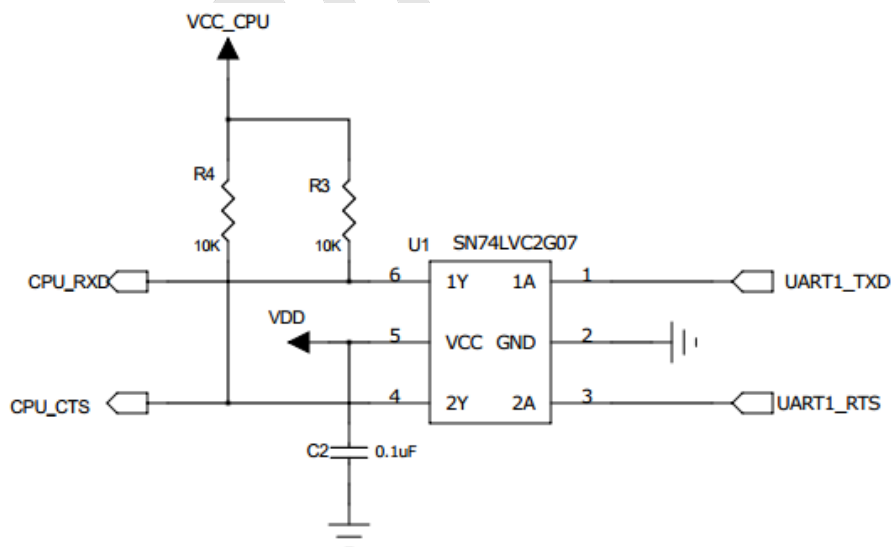 VCC_CPU
R4
R3
10K
10K
U1
SN74LVC2G07
CPU_RXD
6
1Y
1A
1
UART1_TXD
VDD
5
VCC
GND
2
CPU_CTS
4
2Y
2A
3
UART1_RTS
C2
0.1uF